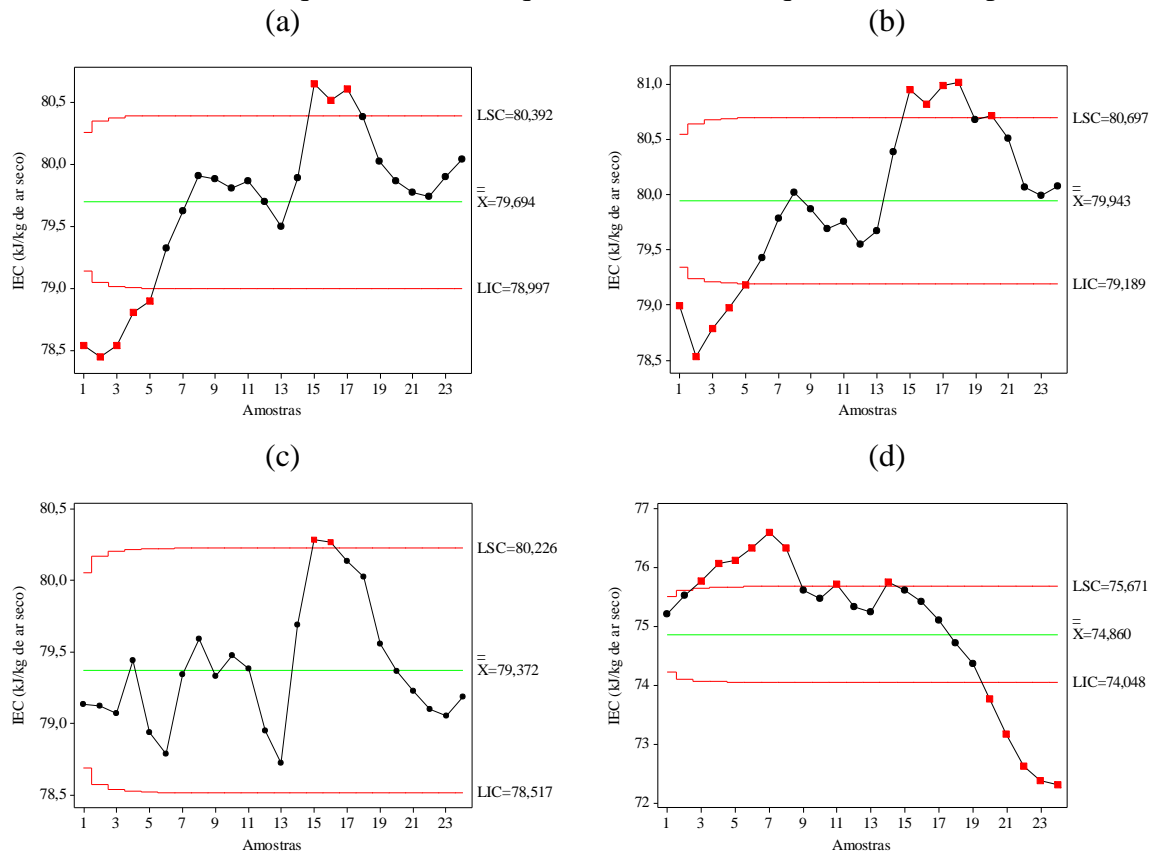 (a)
(b)
IEC (kJ/kg de ar seco)
80,5
80,0
79,5
79,0
78,5
LSC=80,392
X=79,694
LIC=78,997
1 3 5 7 9 11 13 15 17 19 21 23
Amostras
IEC (kJ/kg de ar seco)
81,0
80,5
80,0
79,5
79,0
78,5
LSC=80,697
X=79,943
LIC=79,189
1 3 5 7 9 11 13 15 17 19 21 23
Amostras
(c)
(d)
IEC (kJ/kg de ar seco)
80,5
80,0
79,5
79,0
78,5
LSC=80,226
X=79,372
LIC=78,517
1 3 5 7 9 11 13 15 17 19 21 23
Amostras
IEC (kJ/kg de ar seco)
77
76
75
74
73
72
LSC=75,671
X=74,860
LIC=74,048
1 3 5 7 9 11 13 15 17 19 21 23
Amostras